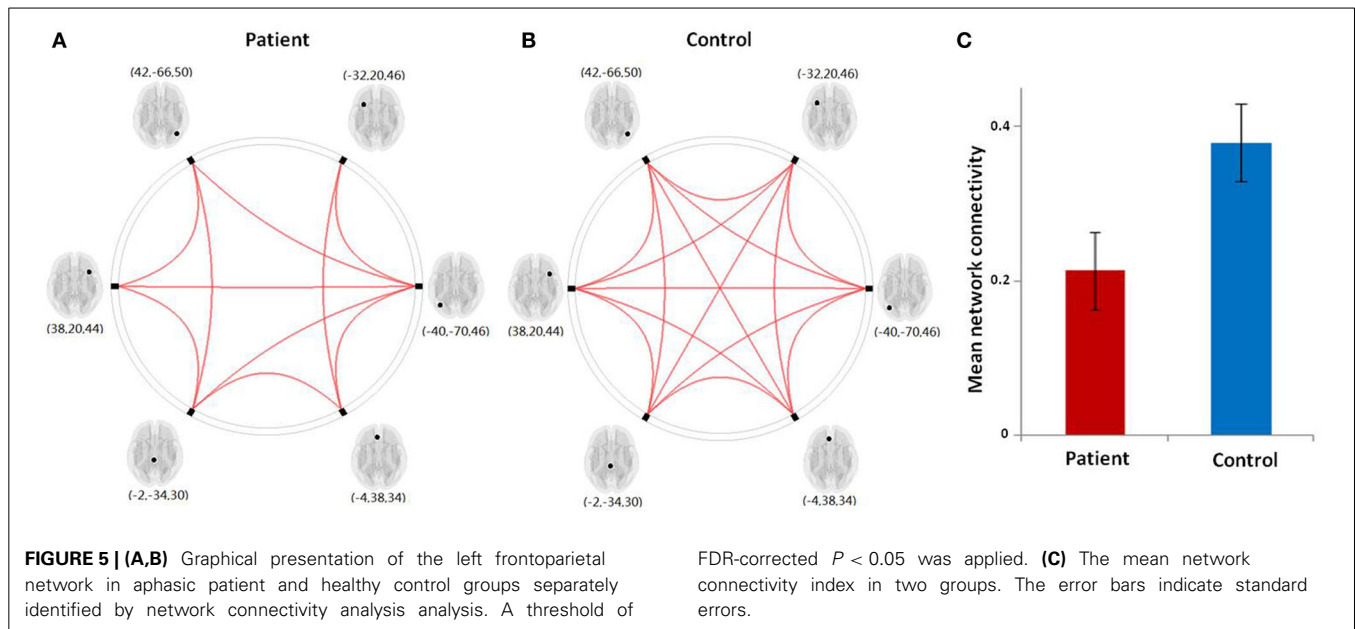 A
Patient
(42,-66,50)
(-32,20,46)
(38,20,44)
(-40,-70,46)
(-2,-34,30)
(-4,38,34)
B
Control
(42,-66,50)
(-32,20,46)
(38,20,44)
(-40,-70,46)
(-2,-34,30)
(-4,38,34)
C
Mean network connectivity
0.4
0.2
0
Patient
Control
FIGURE 5 | (A,B) Graphical presentation of the left frontoparietal
network in aphasic patient and healthy control groups separately
identified by network connectivity analysis analysis. A threshold of
FDR-corrected P < 0.05 was applied. (C) The mean network
connectivity index in two groups. The error bars indicate standard
errors.